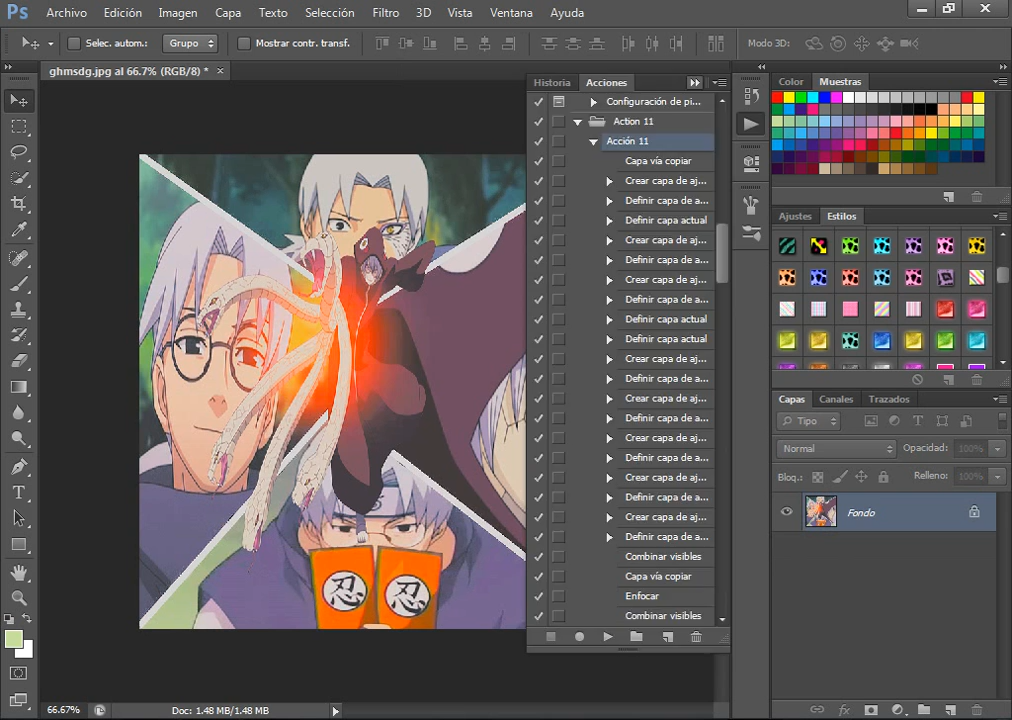 Ps Archivo Edición Imagen Capa Texto Selección Filtro 3D Vista Ventana Ayuda
Selec. autom.: Grupo Mostrar contr. transf. Modo 3D:
ghmsdg.jpg al 66.7% (RGB/8) * ×
Historia Acciones
Color Muestras
Configuración de pi...
Action 11
Acción 11
Capa vía copiar
Crear capa de aj...
Definir capa de a...
Definir capa actual
Crear capa de aj...
Definir capa de a...
Crear capa de aj...
Definir capa de a...
Definir capa actual
Definir capa actual
Crear capa de aj...
Definir capa de a...
Crear capa de aj...
Definir capa de a...
Crear capa de aj...
Definir capa de a...
Crear capa de aj...
Definir capa de a...
Crear capa de aj...
Definir capa de a...
Combinar visibles
Capa vía copiar
Enfocar
Combinar visibles
Ajustes Estilos
Capas Canales Trazados
Tipo
Normal Opacidad: 100%
Bloq.: Relleno: 100%
Fondo
忍 忍
66.67% Doc: 1.48 MB/1.48 MB